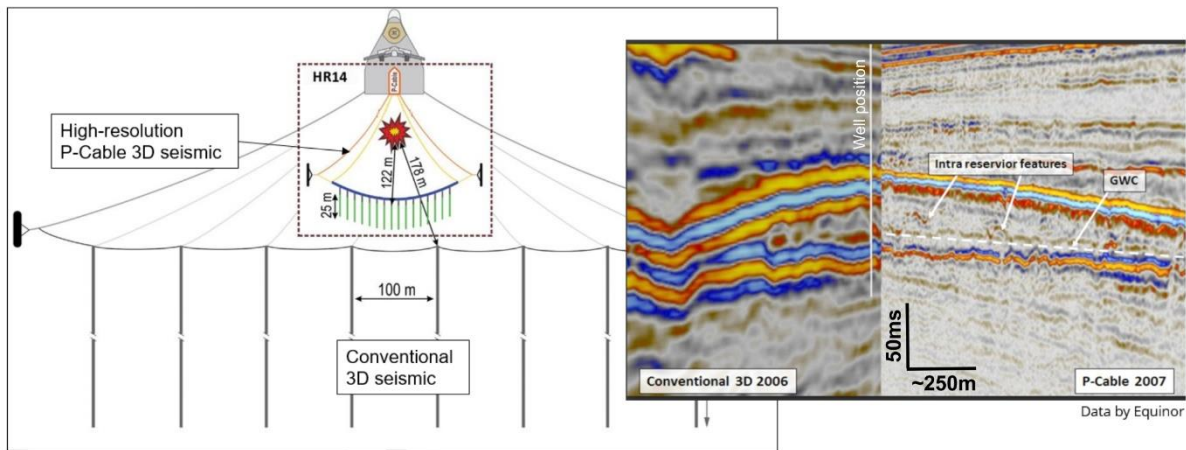 HR14
P-Cable
High-resolution
P-Cable 3D seismic
122 m
178 m
25 m
100 m
Conventional
3D seismic
Well position
Intra reservior features
GWC
50ms
~250m
Conventional 3D 2006
P-Cable 2007
Data by Equinor